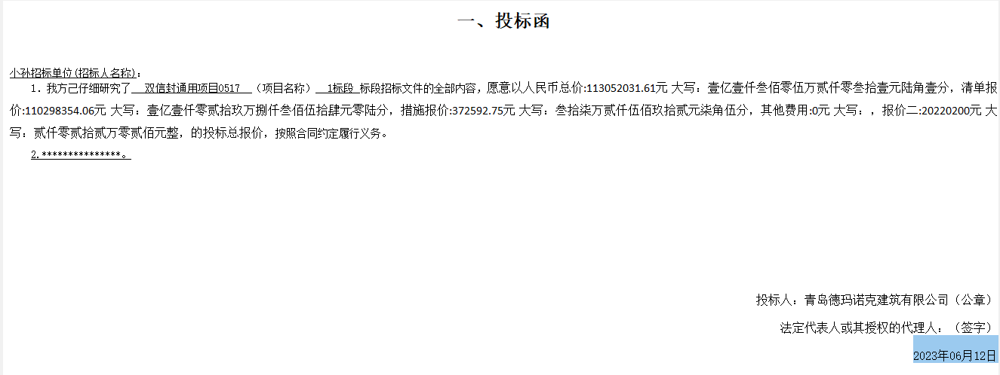 一、投标函
小孙招标单位(招标人名称)：
1. 我方己仔细研究了 双信封通用项目0517 （项目名称） 1标段 标段招标文件的全部内容，愿意以人民币总价:113052031.61元 大写：壹亿壹仟叁佰零伍万贰仟零叁拾壹元陆角壹分，清单报
价:110298354.06元 大写：壹亿壹仟零贰拾玖万捌仟叁佰伍拾肆元零陆分，措施报价:372592.75元 大写：叁拾柒万贰仟伍佰玖拾贰元柒角伍分，其他费用:0元 大写：，报价二:20220200元 大
写：贰仟零贰拾贰万零贰佰元整，的投标总报价，按照合同约定履行义务。
2.***************。
投标人：青岛德玛诺克建筑有限公司（公章）
法定代表人或其授权的代理人：（签字）
2023年06月12日